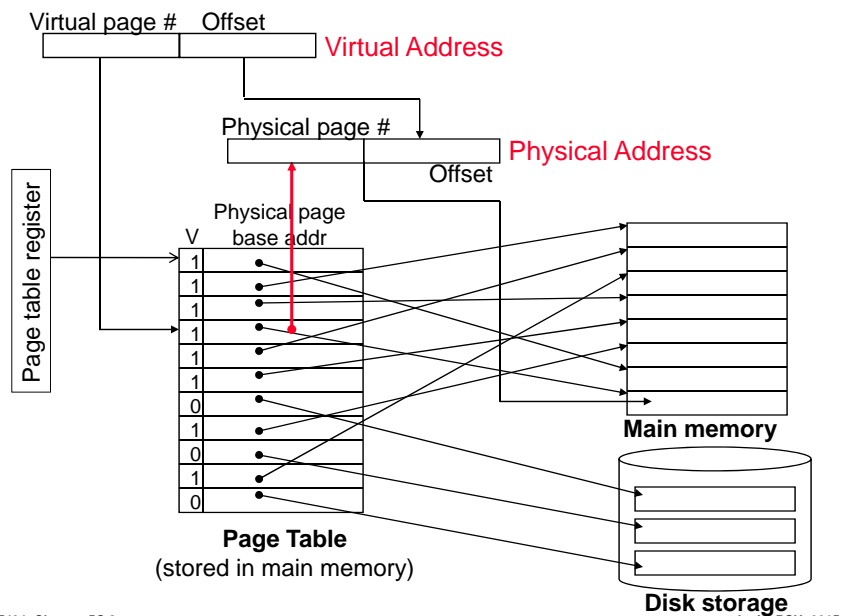 Virtual page # Offset
Virtual Address
Physical page #
Physical Address
Offset
Page table register
Physical page
V base addr
1
1
1
1
1
1
0
1
0
1
0
Main memory
Page Table
(stored in main memory)
Disk storage